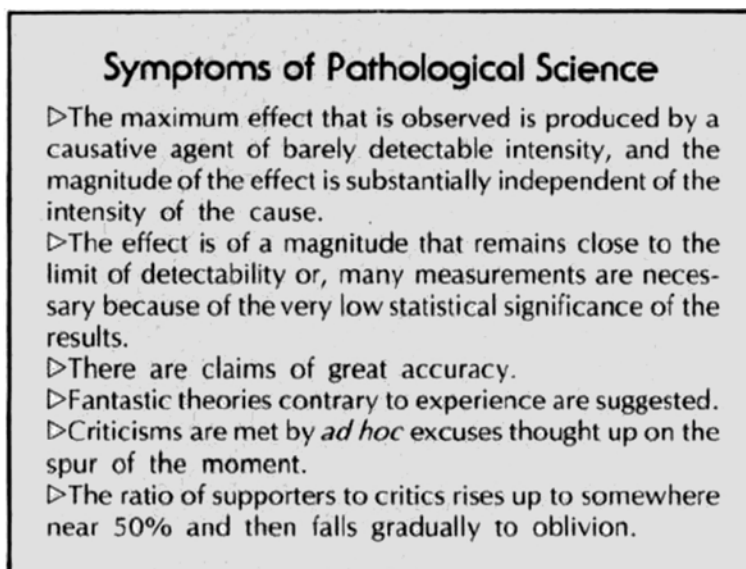 Symptoms of Pathological Science
▷The maximum effect that is observed is produced by a
causative agent of barely detectable intensity, and the
magnitude of the effect is substantially independent of the
intensity of the cause.
▷The effect is of a magnitude that remains close to the
limit of detectability or, many measurements are neces-
sary because of the very low statistical significance of the
results.
▷There are claims of great accuracy.
▷Fantastic theories contrary to experience are suggested.
▷Criticisms are met by ad hoc excuses thought up on the
spur of the moment.
▷The ratio of supporters to critics rises up to somewhere
near 50% and then falls gradually to oblivion.